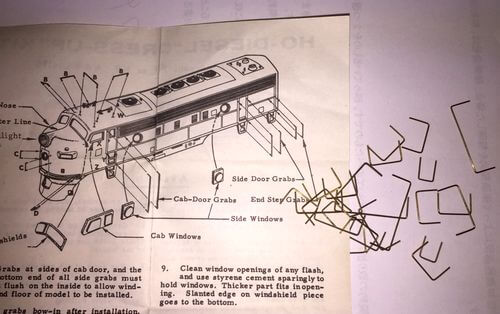 HO DIESEL DRESS-UP
B
B
B
B
Nose
ter Line
W
light
C
C
Z
D
Side Door Grabs
Cab-Door Grabs
End Step Grabs
Side Windows
Cab Windows
shields
Grabs at sides of cab door, and the
ottom end of all side grabs must
flush on the inside to allow wind-
nd floor of model to be installed.
grabs bow-in after installation.
9. Clean window openings of any flash,
and use styrene cement sparingly to
hold windows. Thicker part fits in open-
ing. Slanted edge on windshield piece
goes to the bottom.